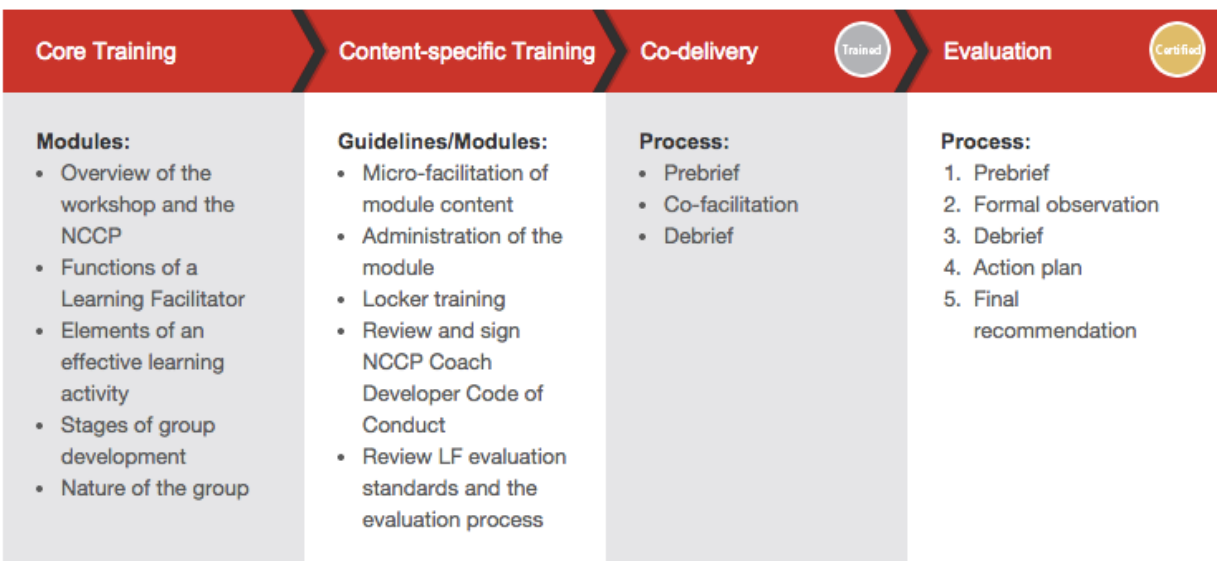 Core Training
Content-specific Training
Co-delivery
Trained
Evaluation
Certified
Modules:
• Overview of the
workshop and the
NCCP
• Functions of a
Learning Facilitator
• Elements of an
effective learning
activity
• Stages of group
development
• Nature of the group
Guidelines/Modules:
• Micro-facilitation of
module content
• Administration of the
module
• Locker training
• Review and sign
NCCP Coach
Developer Code of
Conduct
• Review LF evaluation
standards and the
evaluation process
Process:
• Prebrief
• Co-facilitation
• Debrief
Process:
1. Prebrief
2. Formal observation
3. Debrief
4. Action plan
5. Final
recommendation